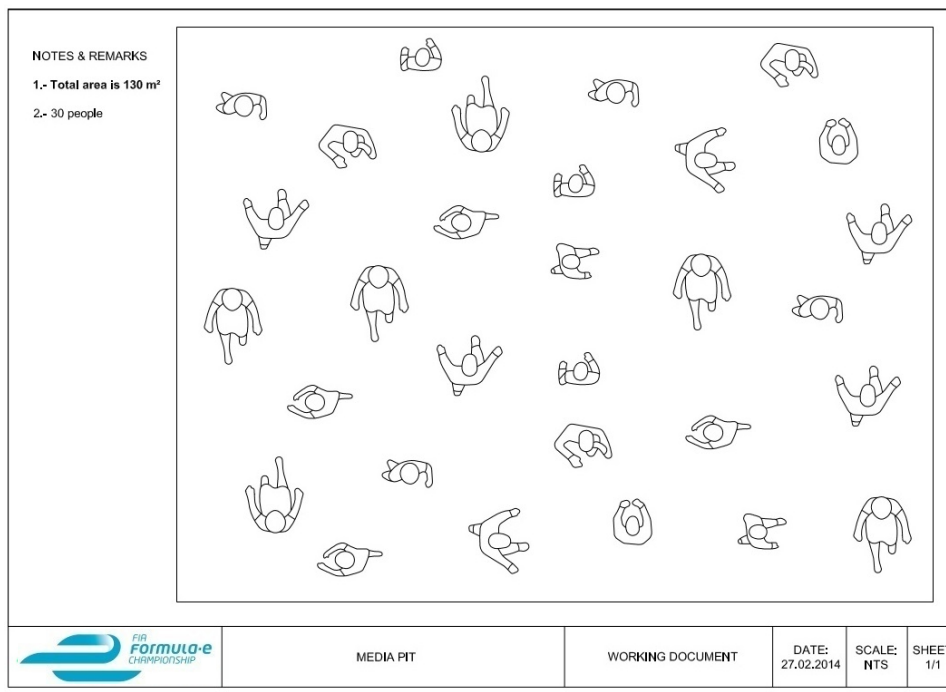 NOTES & REMARKS
1.- Total area is 130 m²
2.- 30 people
FIA
FORMULA-E
CHAMPIONSHIP
MEDIA PIT
WORKING DOCUMENT
DATE:
27.02.2014
SCALE:
NTS
SHEET
1/1